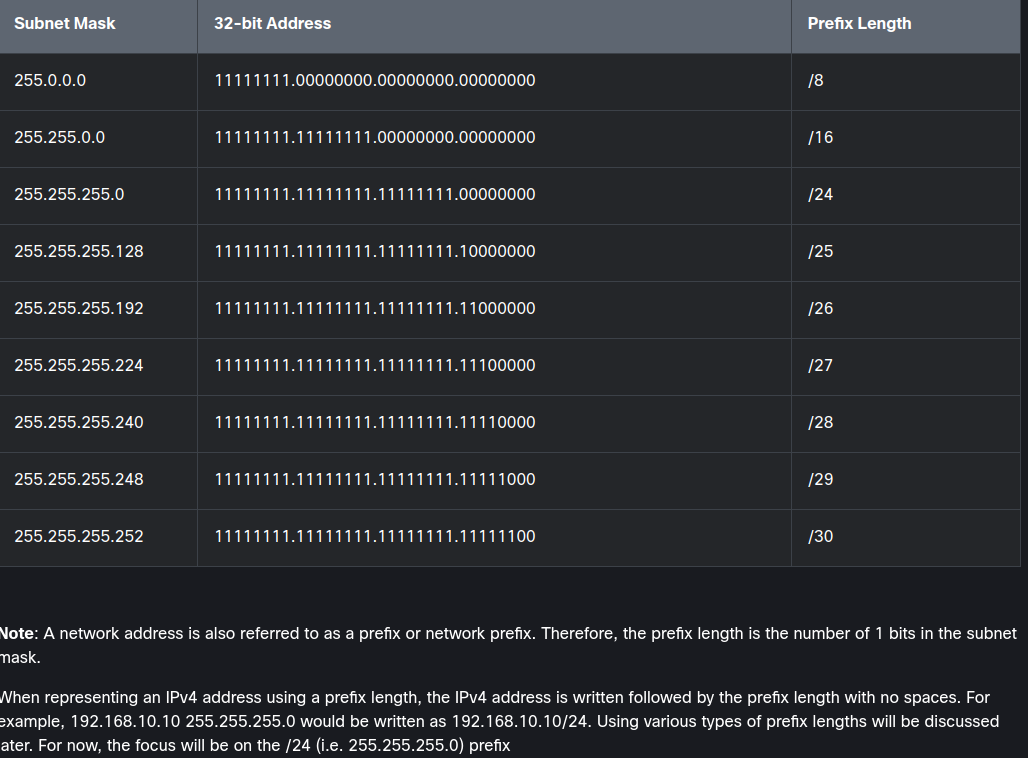 Subnet Mask 32-bit Address Prefix Length
255.0.0.0 11111111.00000000.00000000.00000000 /8
255.255.0.0 11111111.11111111.00000000.00000000 /16
255.255.255.0 11111111.11111111.11111111.00000000 /24
255.255.255.128 11111111.11111111.11111111.10000000 /25
255.255.255.192 11111111.11111111.11111111.11000000 /26
255.255.255.224 11111111.11111111.11111111.11100000 /27
255.255.255.240 11111111.11111111.11111111.11110000 /28
255.255.255.248 11111111.11111111.11111111.11111000 /29
255.255.255.252 11111111.11111111.11111111.11111100 /30
Note: A network address is also referred to as a prefix or network prefix. Therefore, the prefix length is the number of 1 bits in the subnet
mask.
When representing an IPv4 address using a prefix length, the IPv4 address is written followed by the prefix length with no spaces. For
example, 192.168.10.10 255.255.255.0 would be written as 192.168.10.10/24. Using various types of prefix lengths will be discussed
ater. For now, the focus will be on the /24 (i.e. 255.255.255.0) prefix